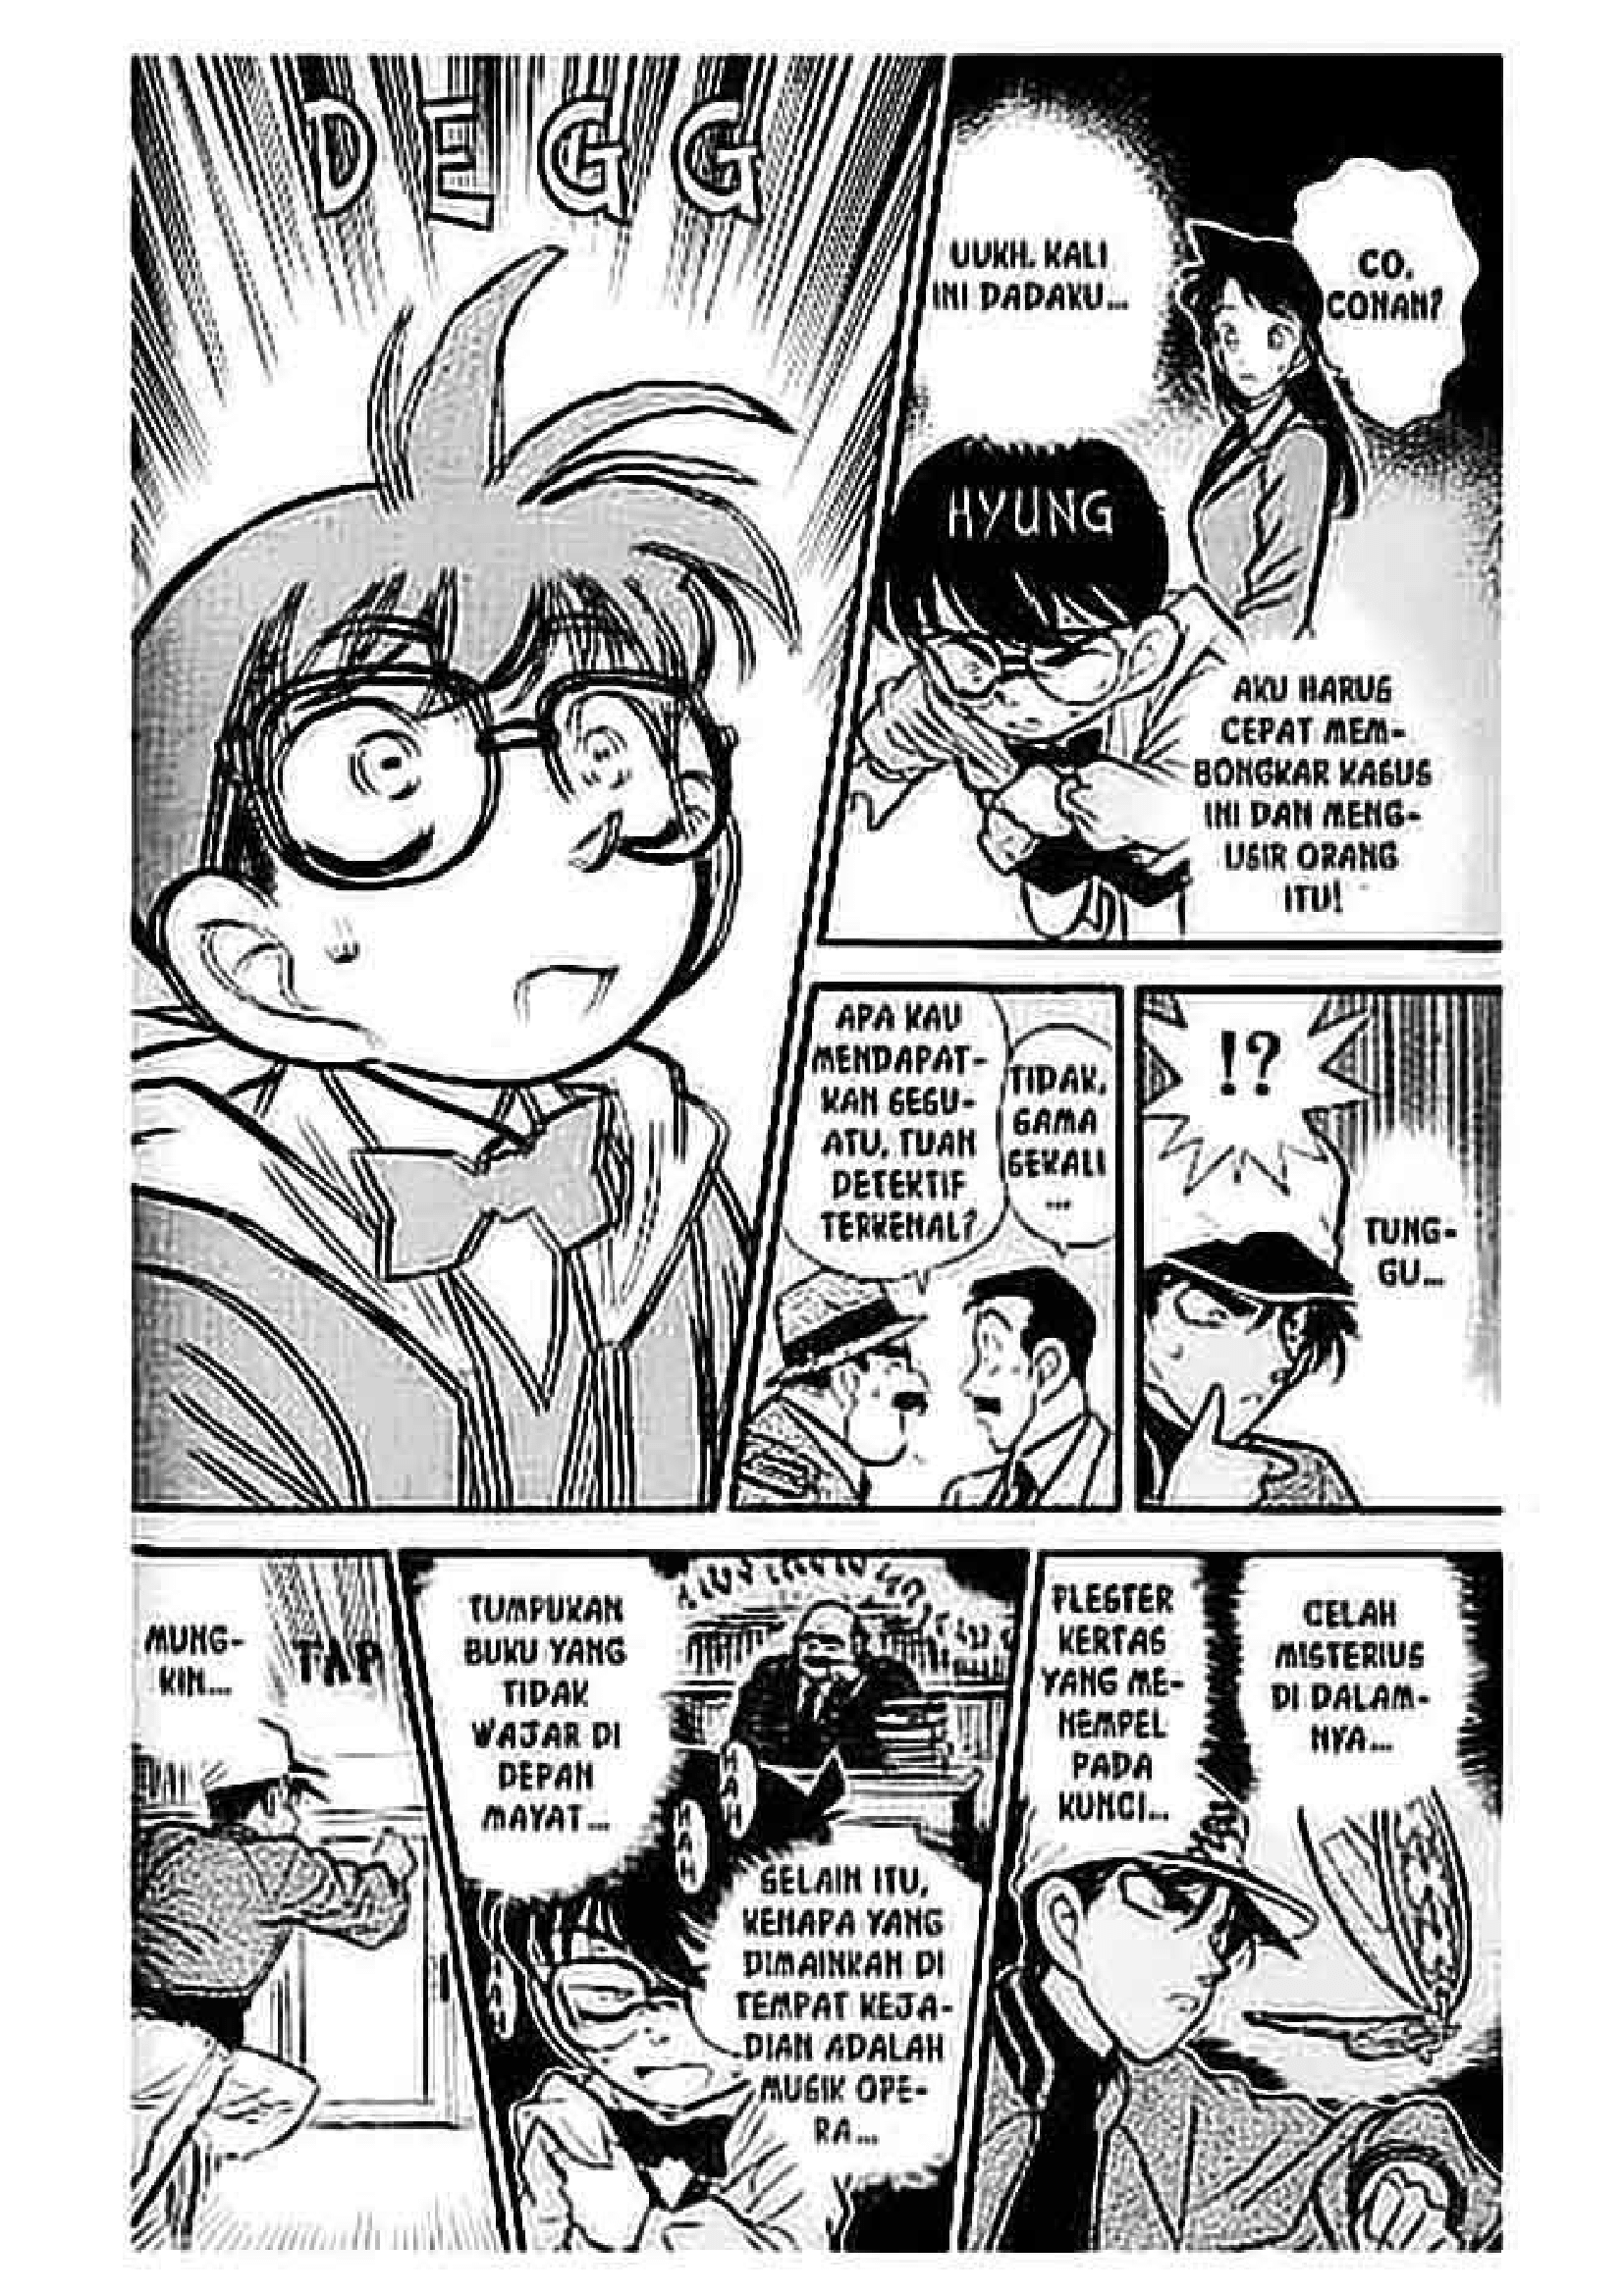 DEGG
CO.
CONAN?
UUKH. KALI
INI DADAKU...
HYUNG
AKU HARUS
CEPAT MEM-
BONGKAR KASUS
INI DAN MENG-
USIR ORANG
ITU!
!?
TUNG-
GU...
TIDAK,
SAMA
SEKALI
...
APA KAU
MENDAPAT-
KAN SESU-
ATU, TUAN
DETEKTIF
TERKENAL?
CELAH
MISTERIUS
DI DALAM-
NYA...
PLESTER
KERTAS
YANG ME-
NEMPEL
PADA
KUNCI...
TUMPUKAN
BUKU YANG
TIDAK
WAJAR DI
DEPAN
MAYAT...
HAH
HAH
SELAIN ITU,
KENAPA YANG
DIMAINKAN DI
TEMPAT KEJA-
DIAN ADALAH
MUSIK OPE-
RA...
MUNG-
KIN...
TAP